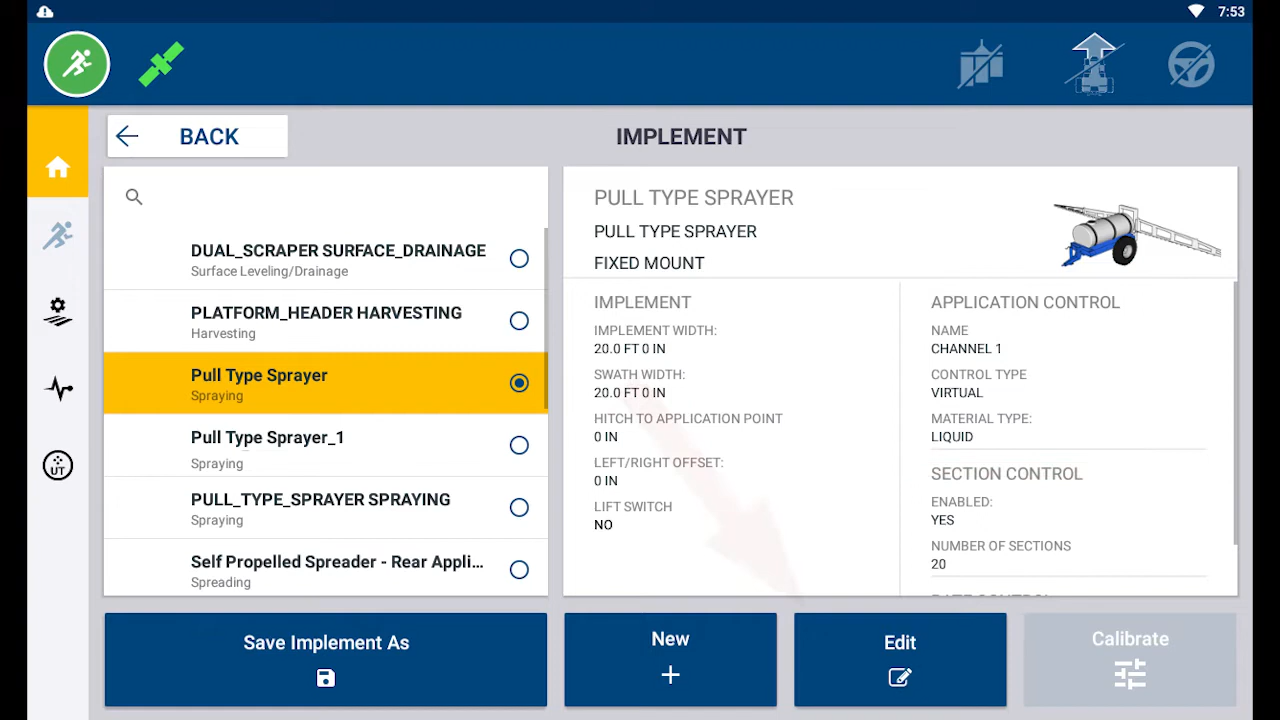 7:53
BACK
IMPLEMENT
DUAL_SCRAPER SURFACE_DRAINAGE
Surface Leveling/Drainage
PLATFORM_HEADER HARVESTING
Harvesting
Pull Type Sprayer
Spraying
Pull Type Sprayer_1
Spraying
PULL_TYPE_SPRAYER SPRAYING
Spraying
Self Propelled Spreader - Rear Appli...
Spreading
PULL TYPE SPRAYER
PULL TYPE SPRAYER
FIXED MOUNT
IMPLEMENT
IMPLEMENT WIDTH:
20.0 FT 0 IN
SWATH WIDTH:
20.0 FT 0 IN
HITCH TO APPLICATION POINT
0 IN
LEFT/RIGHT OFFSET:
0 IN
LIFT SWITCH
NO
APPLICATION CONTROL
NAME
CHANNEL 1
CONTROL TYPE
VIRTUAL
MATERIAL TYPE:
LIQUID
SECTION CONTROL
ENABLED:
YES
NUMBER OF SECTIONS
20
UT
Save Implement As
New
Edit
Calibrate